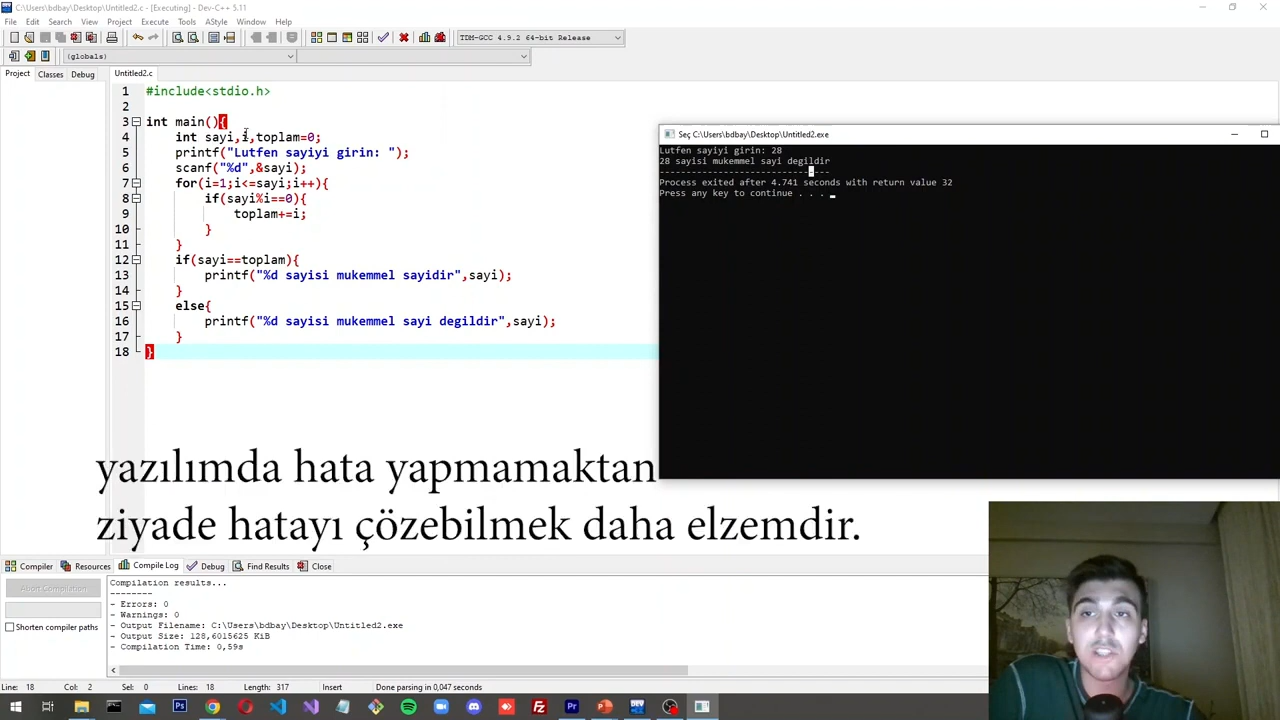 C:\Users\bdbay\Desktop\Untitled2.c - [Executing] - Dev-C++ 5.11
File Edit Search View Project Execute Tools AStyle Window Help
TDM-GCC 4.9.2 64-bit Release
(globals)
Project Classes Debug
Untitled2.c
1 #include<stdio.h>
2
3 int main(){
4 int sayi,i,toplam=0;
5 printf("Lutfen sayiyi girin: ");
6 scanf("%d",&sayi);
7 for(i=1;i<=sayi;i++){
8 if(sayi%i==0){
9 toplam+=i;
10 }
11 }
12 if(sayi==toplam){
13 printf("%d sayisi mukemmel sayidir",sayi);
14 }
15 else{
16 printf("%d sayisi mukemmel sayi degildir",sayi);
17 }
18 }
Seç C:\Users\bdbay\Desktop\Untitled2.exe
Lutfen sayiyi girin: 28
28 sayisi mukemmel sayi degildir
--------------------------------
Process exited after 4.741 seconds with return value 32
Press any key to continue . . .
yazılımda hata yapmamaktan
ziyade hatayı çözebilmek daha elzemdir.
Compiler Resources Compile Log Debug Find Results Close
Abort Compilation
Shorten compiler paths
Compilation results...
--------
- Errors: 0
- Warnings: 0
- Output Filename: C:\Users\bdbay\Desktop\Untitled2.exe
- Output Size: 128,6015625 KiB
- Compilation Time: 0,59s
Line: 18 Col: 2 Sel: 0 Lines: 18 Length: 317 Insert Done parsing in 0,047 seconds